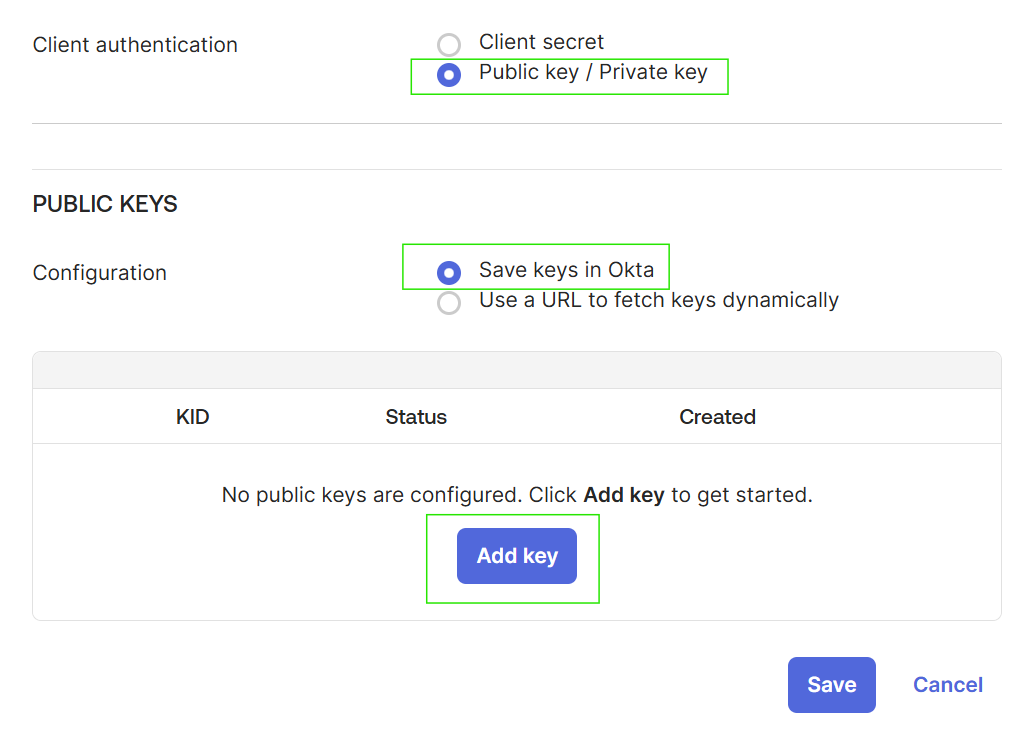 Client authentication
Client secret
Public key / Private key
PUBLIC KEYS
Configuration
Save keys in Okta
Use a URL to fetch keys dynamically
KID Status Created
No public keys are configured. Click Add key to get started.
Add key
Save Cancel